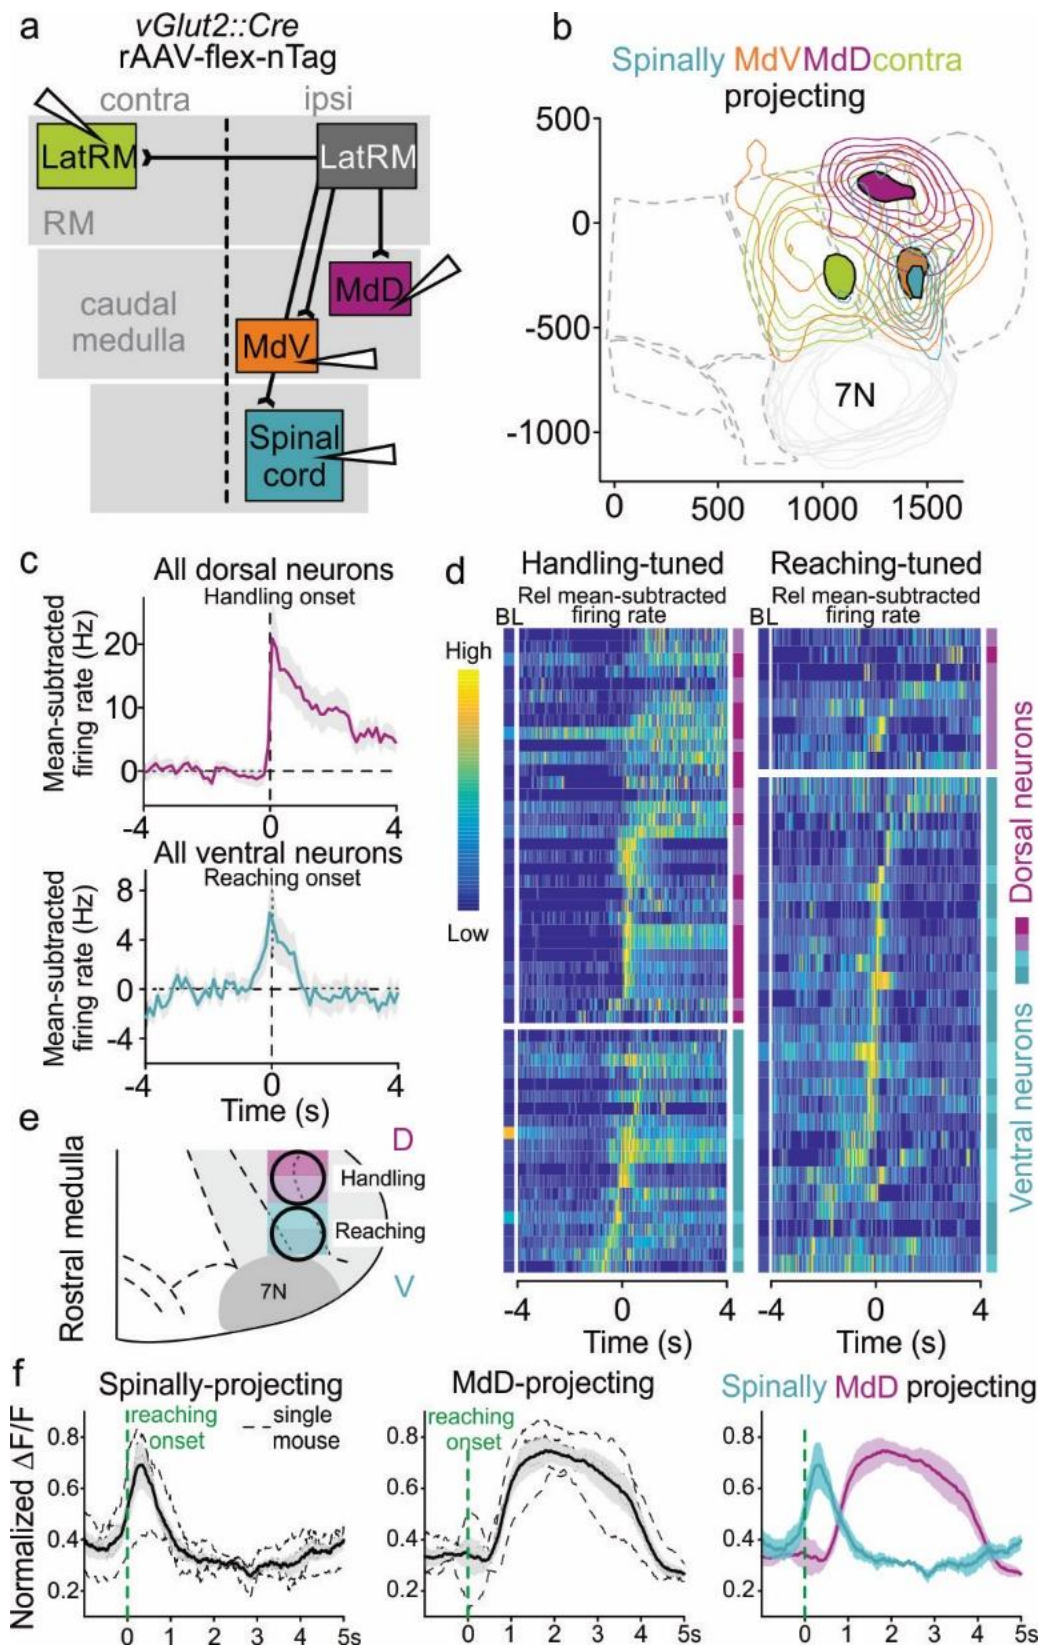 a
vGlut2::Cre
rAAV-flex-nTag
contra
ipsi
LatRM
LatRM
RM
MdD
caudal
medulla
MdV
Spinal
cord
b
Spinally MdV MdD contra
projecting
500
0
-500
-1000
7N
0 500 1000 1500
c
All dorsal neurons
Handling onset
Mean-subtracted
firing rate (Hz)
20
10
0
-4 0 4
All ventral neurons
Reaching onset
Mean-subtracted
firing rate (Hz)
8
4
0
-4
-4 0 4
Time (s)
d
Handling-tuned
Rel mean-subtracted
BL firing rate
High
Low
-4 0 4
Time (s)
Reaching-tuned
Rel mean-subtracted
BL firing rate
-4 0 4
Time (s)
Ventral neurons
Dorsal neurons
e
Rostral medulla
D
Handling
Reaching
V
7N
f
Spinally-projecting
Normalized ΔF/F
reaching
onset
single
mouse
0.8
0.6
0.4
0.2
0 1 2 3 4 5s
MdD-projecting
reaching
onset
0.8
0.6
0.4
0.2
0 1 2 3 4 5s
Spinally MdD projecting
0.8
0.6
0.4
0.2
0 1 2 3 4 5s